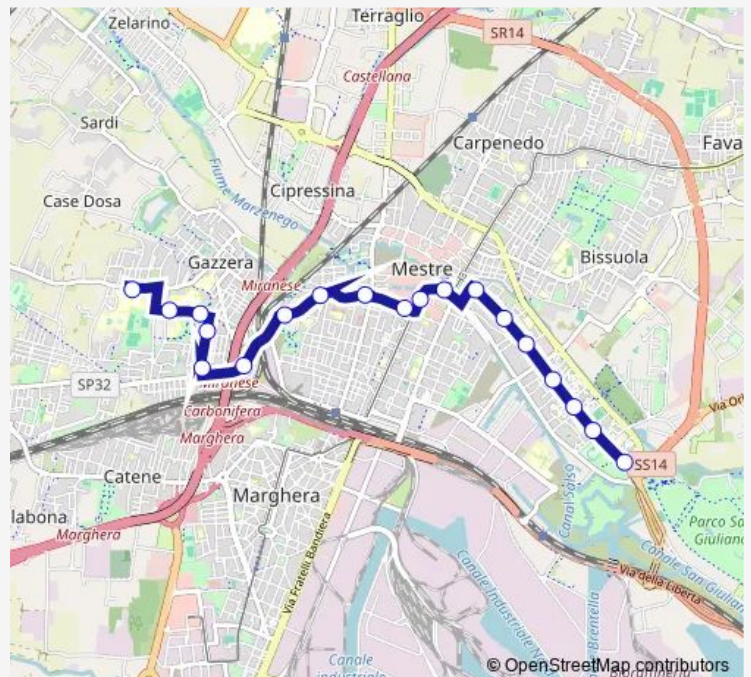 Terraglio
Zelarino
SR14
Castellana
Sardi
Carpenedo
Fava
Fiume Marzenego
Cipressina
Case Dosa
Gazzera
Mestre
Bissuola
Miranese
SP32
Miranese
Carbonifera
Marghera
Via Or
SS14
Catene
Marghera
labona
Marghera
Via Fratelli Bandiera
Canal Salso
Parco Sa
Giuliano
Canale San Giuliano
Via della Libertà
Canale Industriale No
Brentella
Canale
industriale
© OpenStreetMap contributors